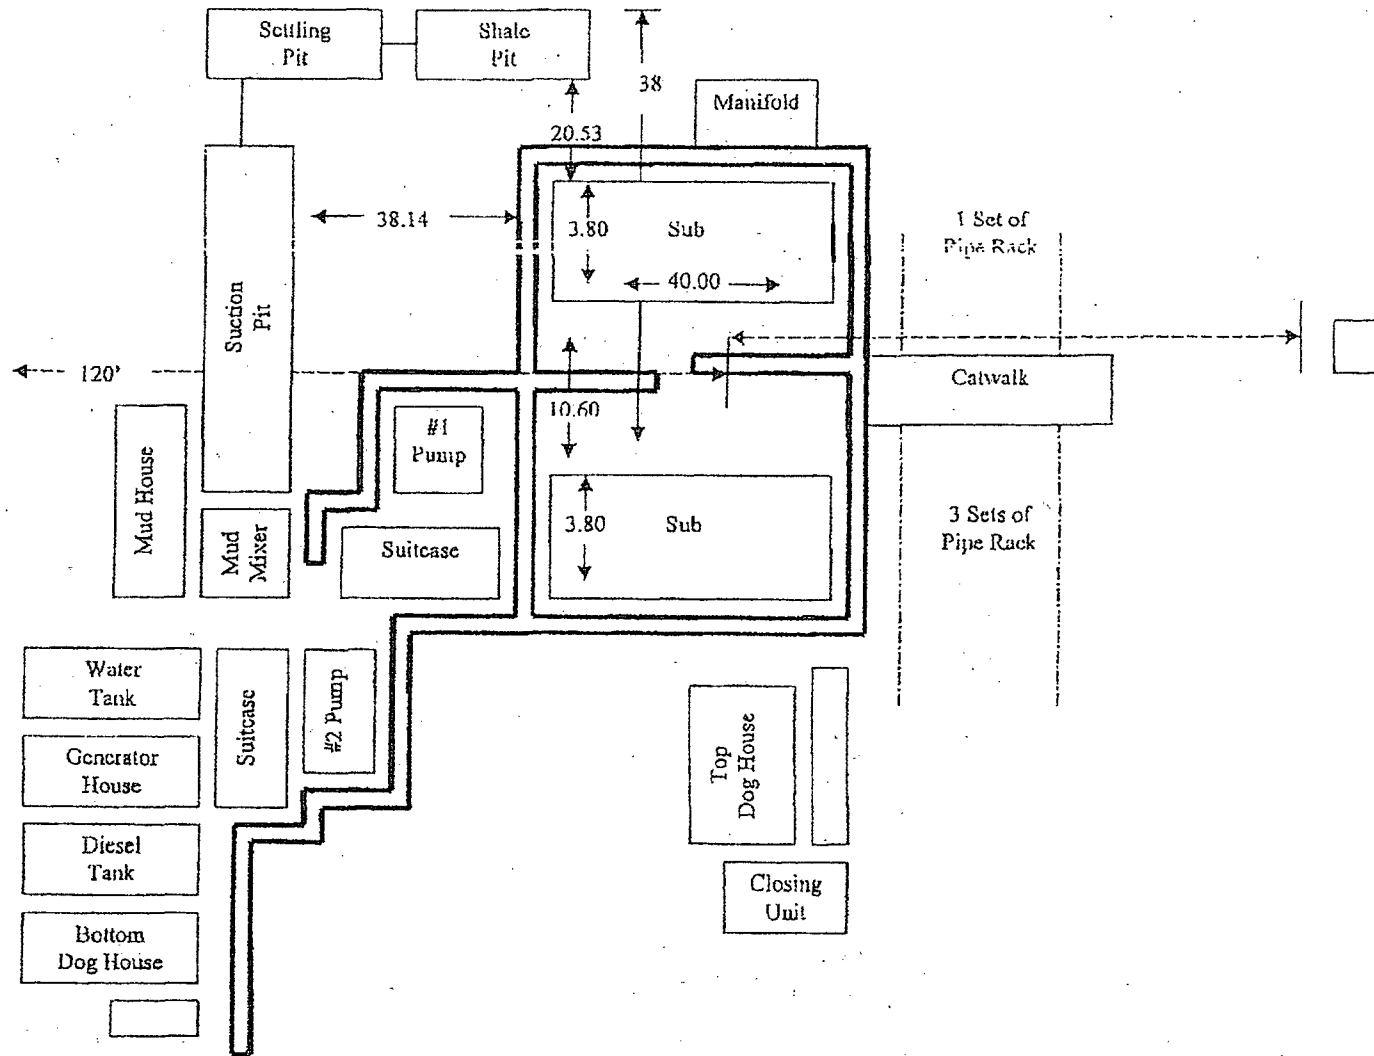 Settling
Pit
Shale
Pit
38
Manifold
20.53
38.14
3.80
Sub
40.00
1 Set of
Pipe Rack
Suction
Pit
120'
Catwalk
10.60
#1
Pump
Mud House
Mud
Mixer
Suitcase
3.80
Sub
3 Sets of
Pipe Rack
Water
Tank
Suitcase
#2 Pump
Generator
House
Top
Dog House
Diesel
Tank
Closing
Unit
Bottom
Dog House